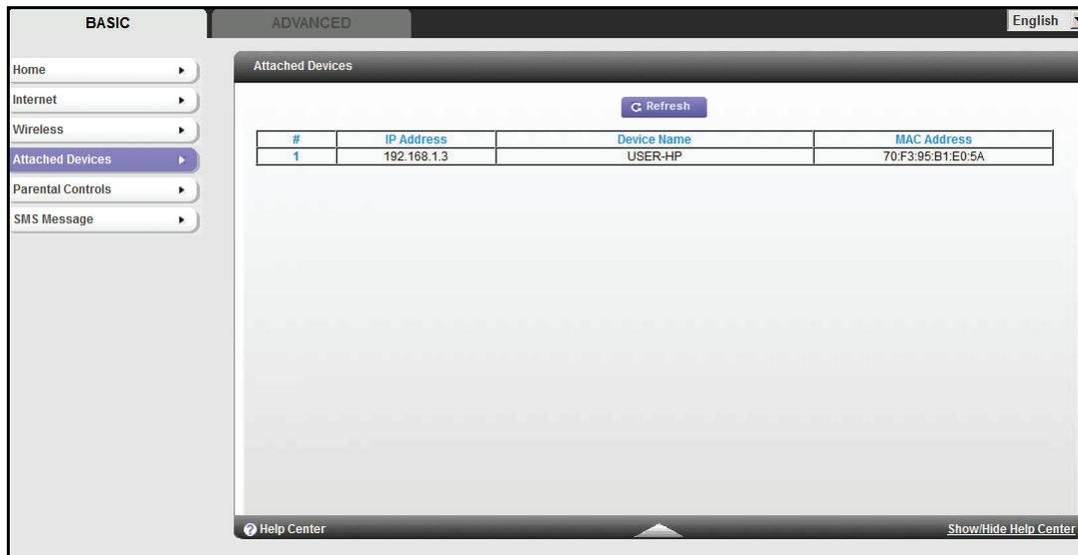 BASIC ADVANCED English
Home
Internet
Wireless
Attached Devices
Parental Controls
SMS Message
Attached Devices
Refresh
# IP Address Device Name MAC Address
1 192.168.1.3 USER-HP 70:F3:95:B1:E0:5A
Help Center Show/Hide Help Center